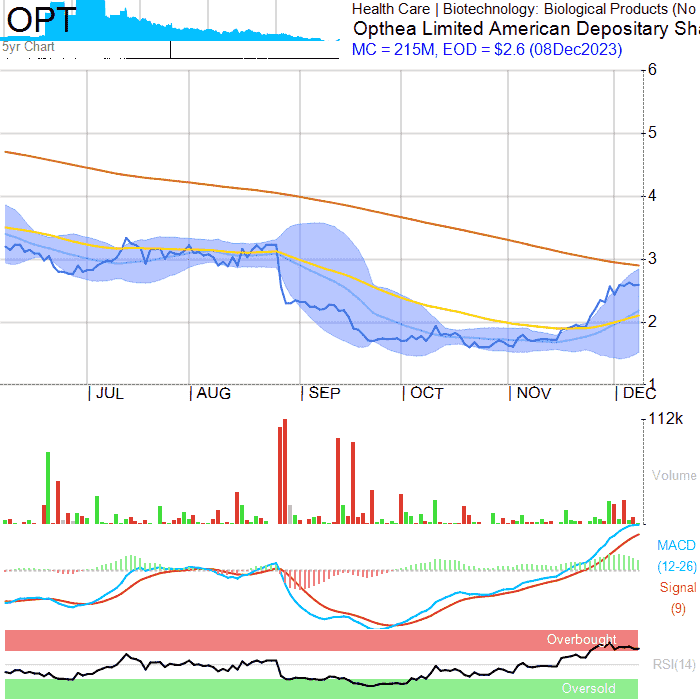 OPT
Health Care | Biotechnology: Biological Products (No
Opthea Limited American Depositary Sha
5yr Chart
MC = 215M, EOD = $2.6 (08Dec2023)
6
5
4
3
2
1
JUL AUG SEP OCT NOV DEC
112k
Volume
MACD
(12-26)
Signal
(9)
Overbought
RSI(14)
Oversold